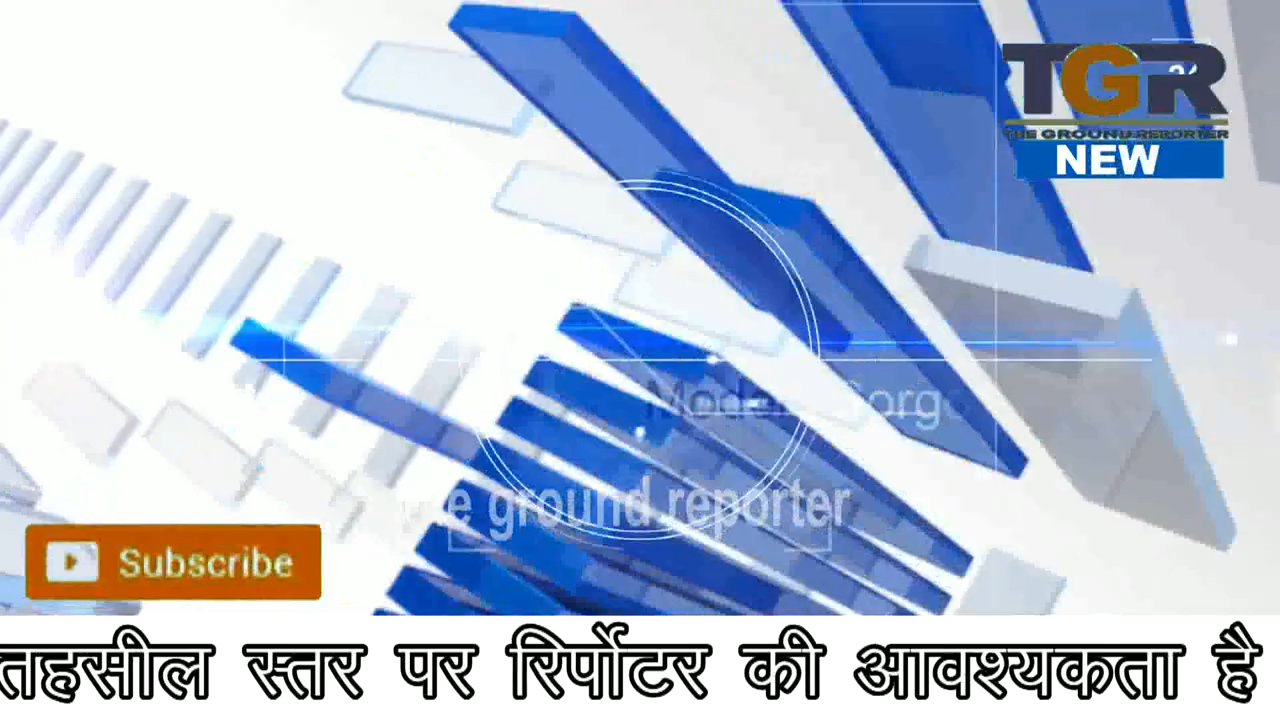 TGR
THE GROUND REPORTER
NEW
the ground reporter
Subscribe
तहसील स्तर पर रिर्पोटर की आवश्यकता है